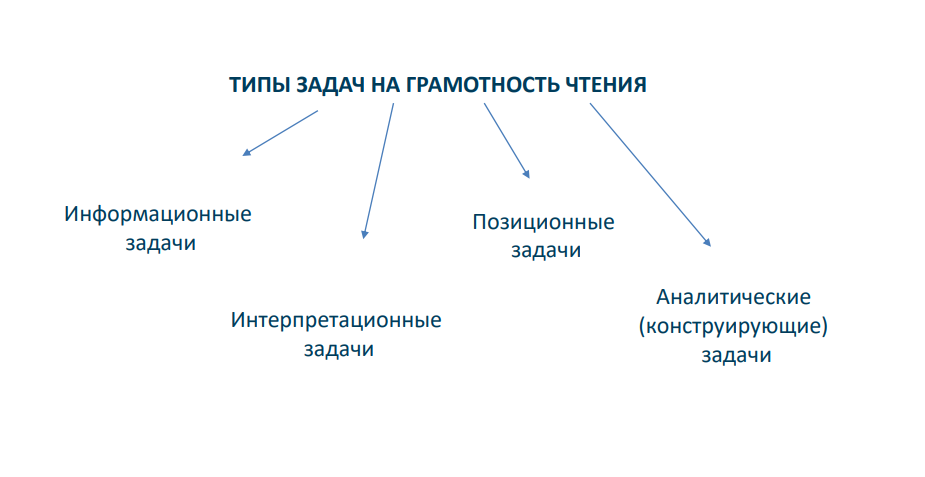 ТИПЫ ЗАДАЧ НА ГРАМОТНОСТЬ ЧТЕНИЯ
Информационные
задачи
Интерпретационные
задачи
Позиционные
задачи
Аналитические
(конструирующие)
задачи